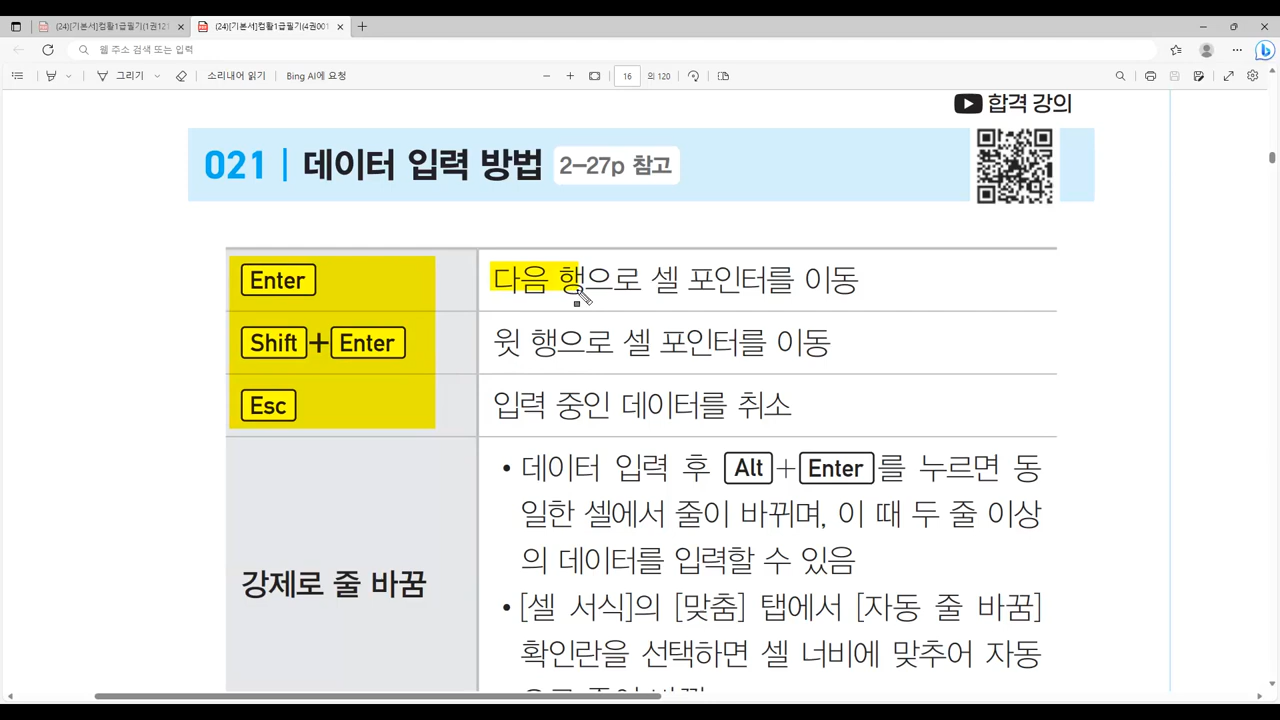 (24)[기본서]컴활1급필기(1권121
(24)[기본서]컴활1급필기(4권001
웹 주소 검색 또는 입력
그리기
소리내어 읽기
Bing AI에 요청
16 의 120
합격 강의
021 | 데이터 입력 방법 2-27p 참고
Enter 다음 행으로 셀 포인터를 이동
Shift+Enter 윗 행으로 셀 포인터를 이동
Esc 입력 중인 데이터를 취소
강제로 줄 바꿈
• 데이터 입력 후 Alt+Enter를 누르면 동
일한 셀에서 줄이 바뀌며, 이 때 두 줄 이상
의 데이터를 입력할 수 있음
• [셀 서식]의 [맞춤] 탭에서 [자동 줄 바꿈]
확인란을 선택하면 셀 너비에 맞추어 자동